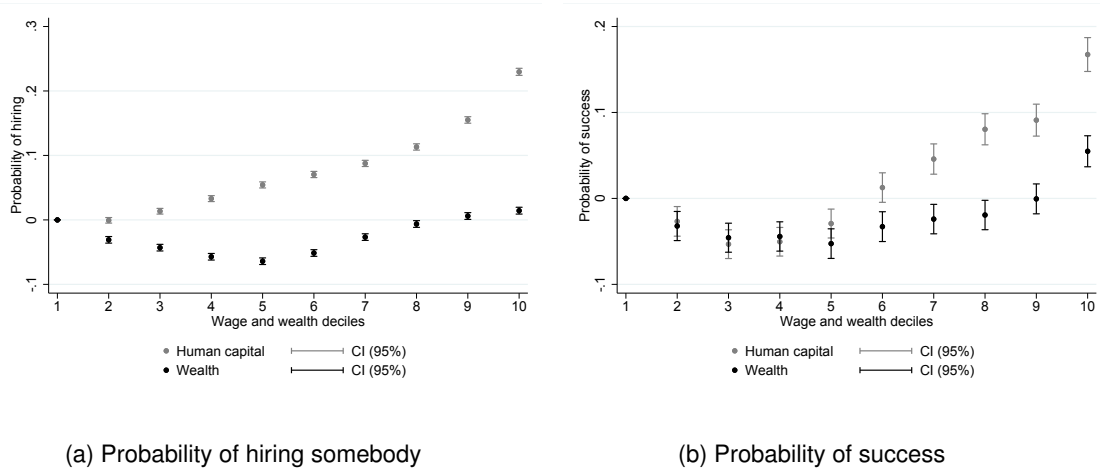 Probability of hiring
.3
.2
.1
0
-.1
1 2 3 4 5 6 7 8 9 10
Wage and wealth deciles
Human capital CI (95%)
Wealth CI (95%)
(a) Probability of hiring somebody
Probability of success
.2
.1
0
-.1
1 2 3 4 5 6 7 8 9 10
Wage and wealth deciles
Human capital CI (95%)
Wealth CI (95%)
(b) Probability of success